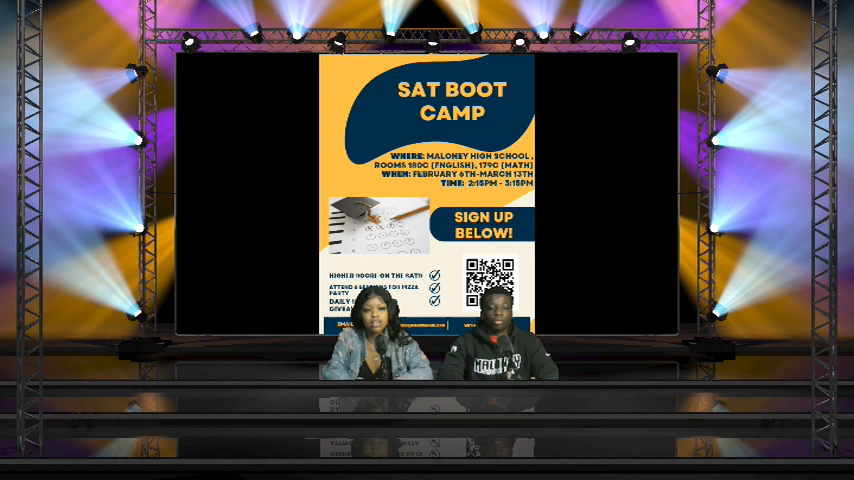 SAT BOOT
CAMP
WHERE: MALONEY HIGH SCHOOL,
ROOMS 180C (ENGLISH), 179C (MATH)
WHEN: FEBRUARY 6TH-MARCH 13TH
TIME: 2:15PM - 3:15PM
SIGN UP
BELOW!
HIGHER SCORE ON THE SAT!
ATTEND 6 SESSIONS FOR PIZZA
PARTY
DAILY
EMAIL
WITH
MALONEY